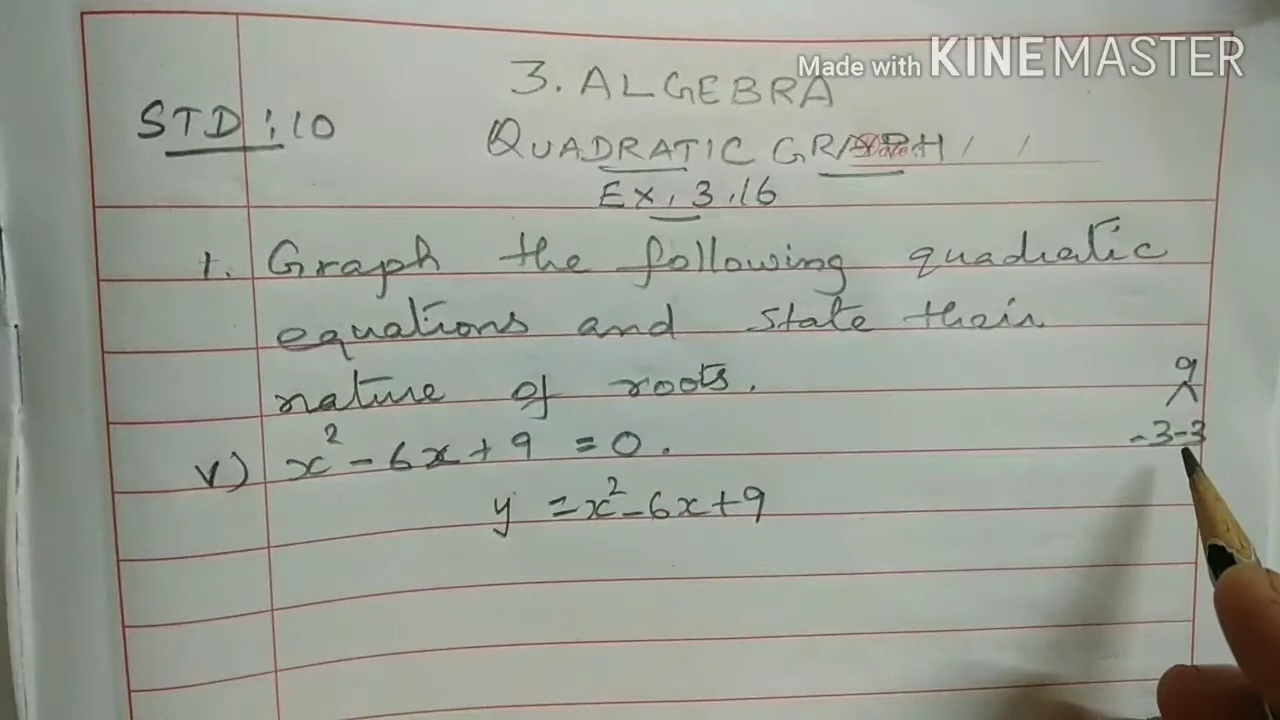 Made with KINEMASTER
3. ALGEBRA
STD : 10
QUADRATIC GRAPH / /
Ex. 3.16
1. Graph the following quadratic
equations and state their
nature of roots.
9
-3 -3
v) x² - 6x + 9 = 0.
y = x² - 6x + 9